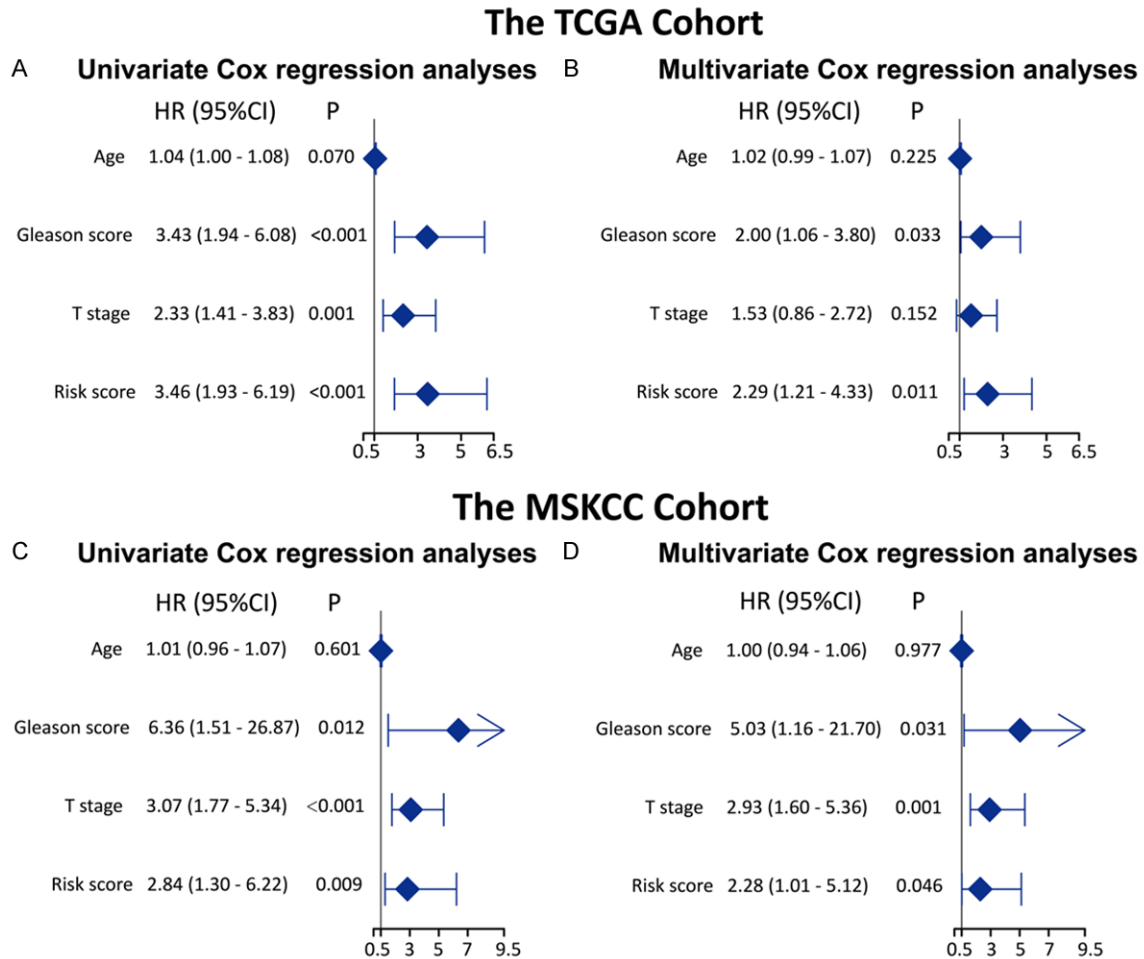 The TCGA Cohort
A Univariate Cox regression analyses
HR (95%CI) P
Age 1.04 (1.00 - 1.08) 0.070
Gleason score 3.43 (1.94 - 6.08) <0.001
T stage 2.33 (1.41 - 3.83) 0.001
Risk score 3.46 (1.93 - 6.19) <0.001
0.5 3 5 6.5
B Multivariate Cox regression analyses
HR (95%CI) P
Age 1.02 (0.99 - 1.07) 0.225
Gleason score 2.00 (1.06 - 3.80) 0.033
T stage 1.53 (0.86 - 2.72) 0.152
Risk score 2.29 (1.21 - 4.33) 0.011
0.5 3 5 6.5
The MSKCC Cohort
C Univariate Cox regression analyses
HR (95%CI) P
Age 1.01 (0.96 - 1.07) 0.601
Gleason score 6.36 (1.51 - 26.87) 0.012
T stage 3.07 (1.77 - 5.34) <0.001
Risk score 2.84 (1.30 - 6.22) 0.009
0.5 3 5 7 9.5
D Multivariate Cox regression analyses
HR (95%CI) P
Age 1.00 (0.94 - 1.06) 0.977
Gleason score 5.03 (1.16 - 21.70) 0.031
T stage 2.93 (1.60 - 5.36) 0.001
Risk score 2.28 (1.01 - 5.12) 0.046
0.5 3 5 7 9.5